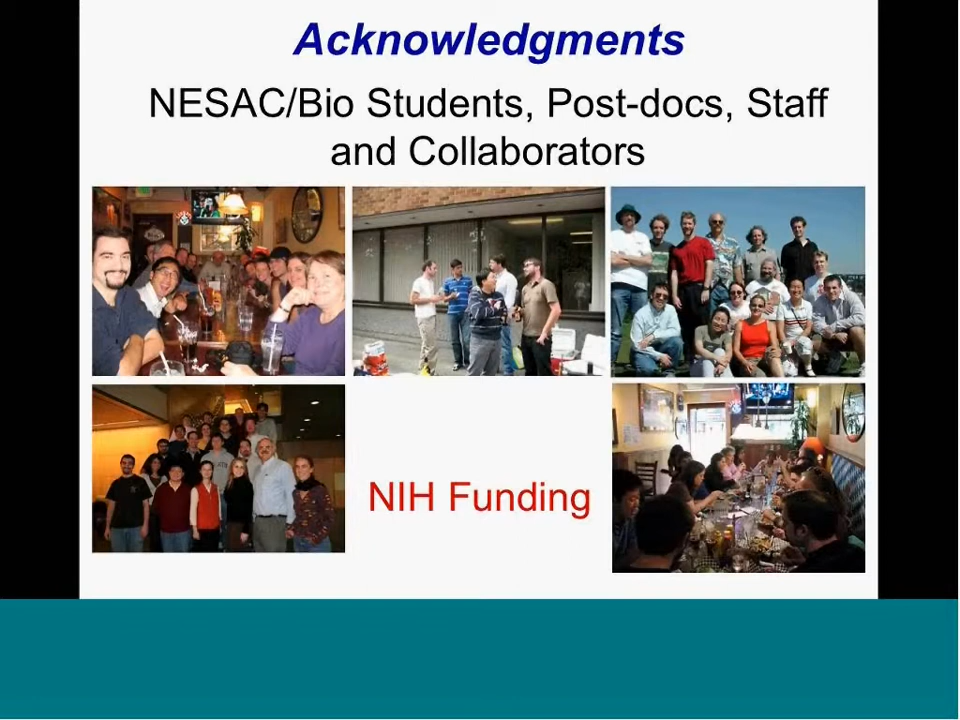 Acknowledgments
NESAC/Bio Students, Post-docs, Staff
and Collaborators
NIH Funding